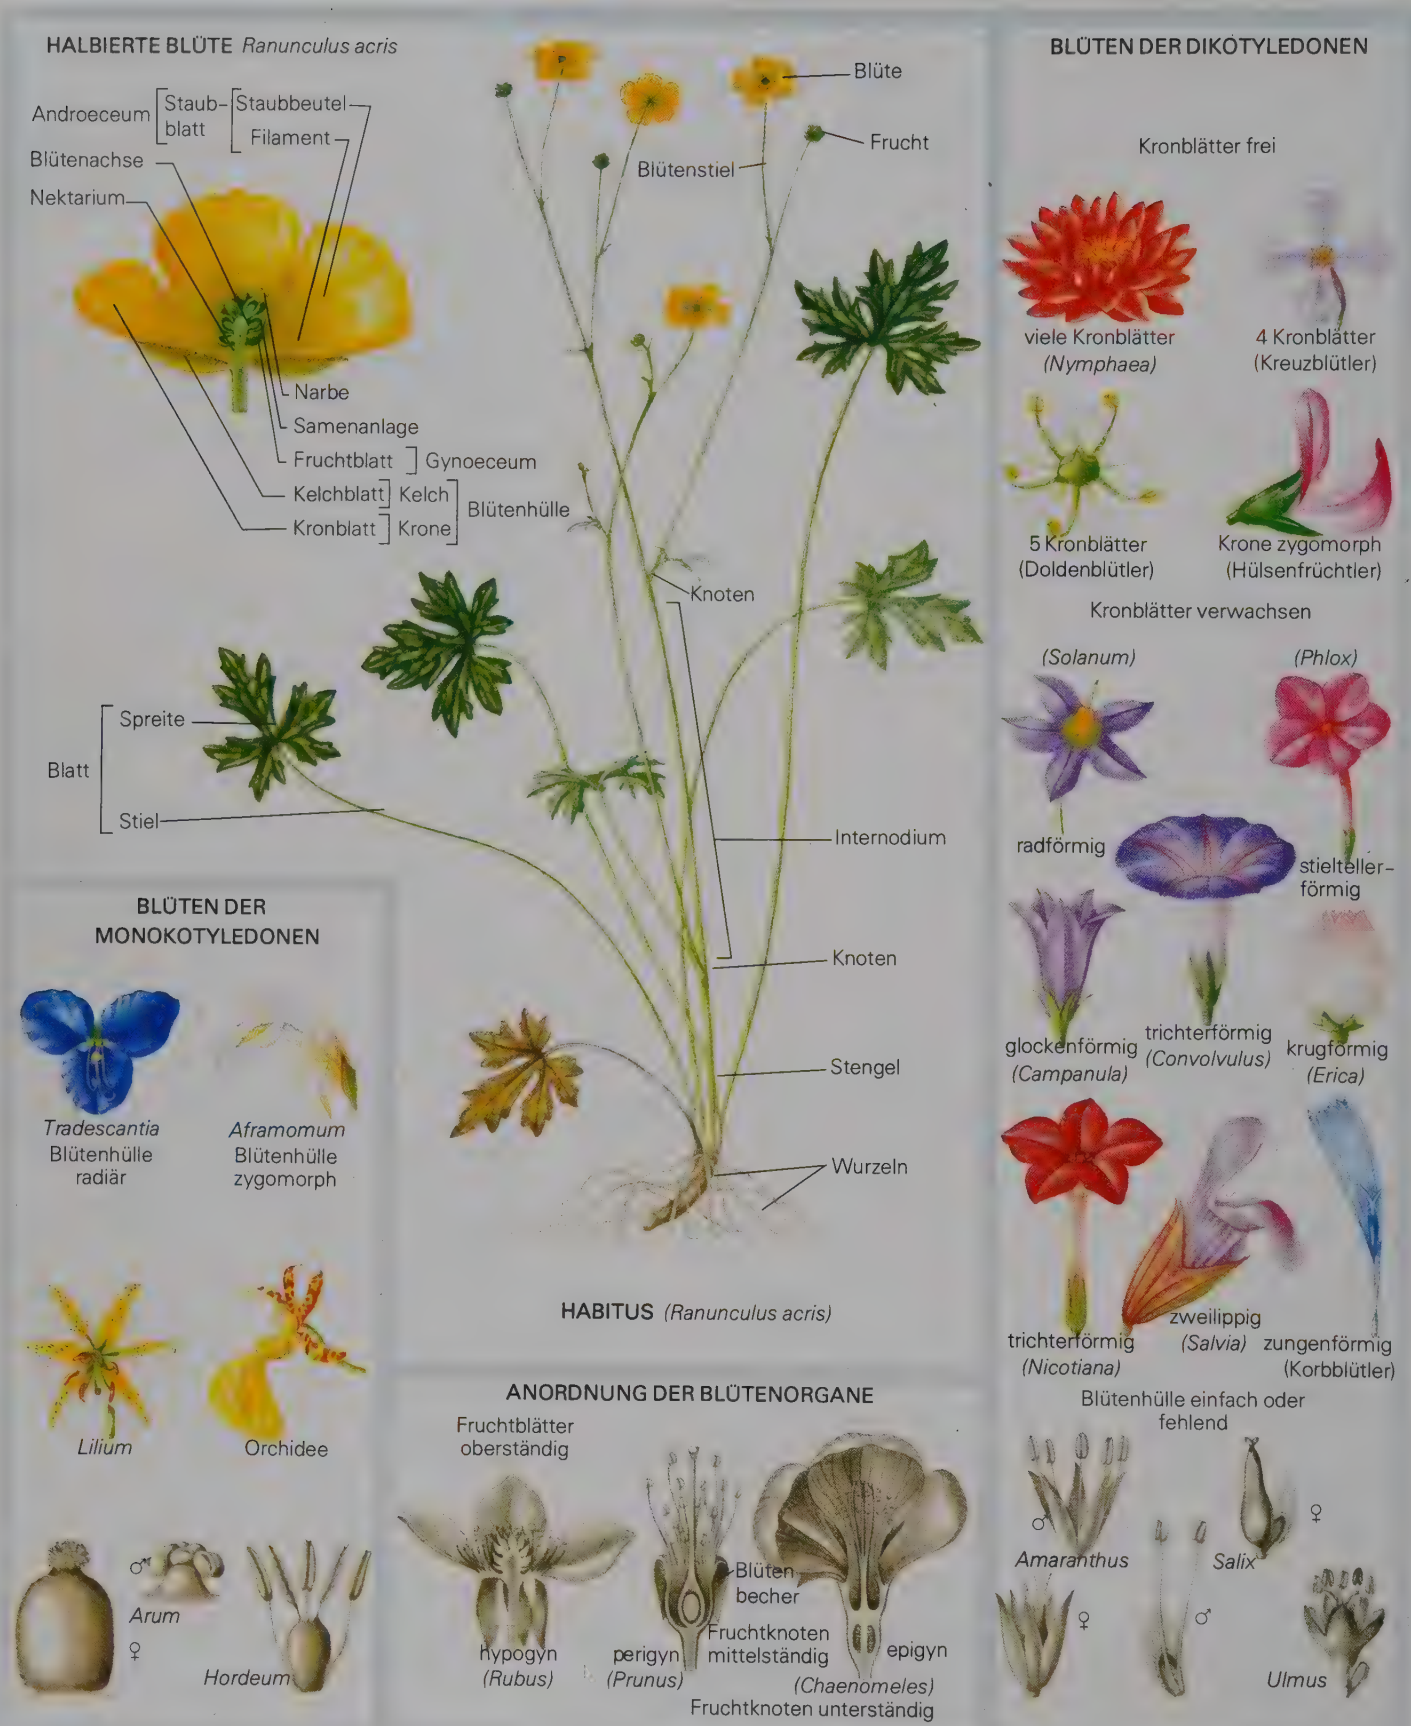 HALBIERTE BLÜTE Ranunculus acris
Androeceum
Staub-
blatt
Staubbeutel
Filament
Blütenachse
Nektarium
Narbe
Samenanlage
Fruchtblatt
Gynoeceum
Kelchblatt
Kelch
Blütenhülle
Kronblatt
Krone
Blüte
Frucht
Blütenstiel
Knoten
Spreite
Blatt
Stiel
Internodium
Knoten
Stengel
Wurzeln
HABITUS (Ranunculus acris)
BLÜTEN DER
MONOKOTYLEDONEN
Tradescantia
Blütenhülle
radiär
Aframomum
Blütenhülle
zygomorph
Lilium
Orchidee
♂
Arum
♀
Hordeum
ANORDNUNG DER BLÜTENORGANE
Fruchtblätter
oberständig
Blüten
becher
hypogyn
(Rubus)
perigyn
(Prunus)
Fruchtknoten
mittelständig
epigyn
(Chaenomeles)
Fruchtknoten unterständig
BLÜTEN DER DIKOTYLEDONEN
Kronblätter frei
viele Kronblätter
(Nymphaea)
4 Kronblätter
(Kreuzblütler)
5 Kronblätter
(Doldenblütler)
Krone zygomorph
(Hülsenfrüchtler)
Kronblätter verwachsen
(Solanum)
(Phlox)
radförmig
stielteller-
förmig
glockenförmig
(Campanula)
trichterförmig
(Convolvulus)
krugförmig
(Erica)
trichterförmig
(Nicotiana)
zweilippig
(Salvia)
zungenförmig
(Korbblütler)
Blütenhülle einfach oder
fehlend
♂
Amaranthus
♀
Salix
♀
♂
Ulmus